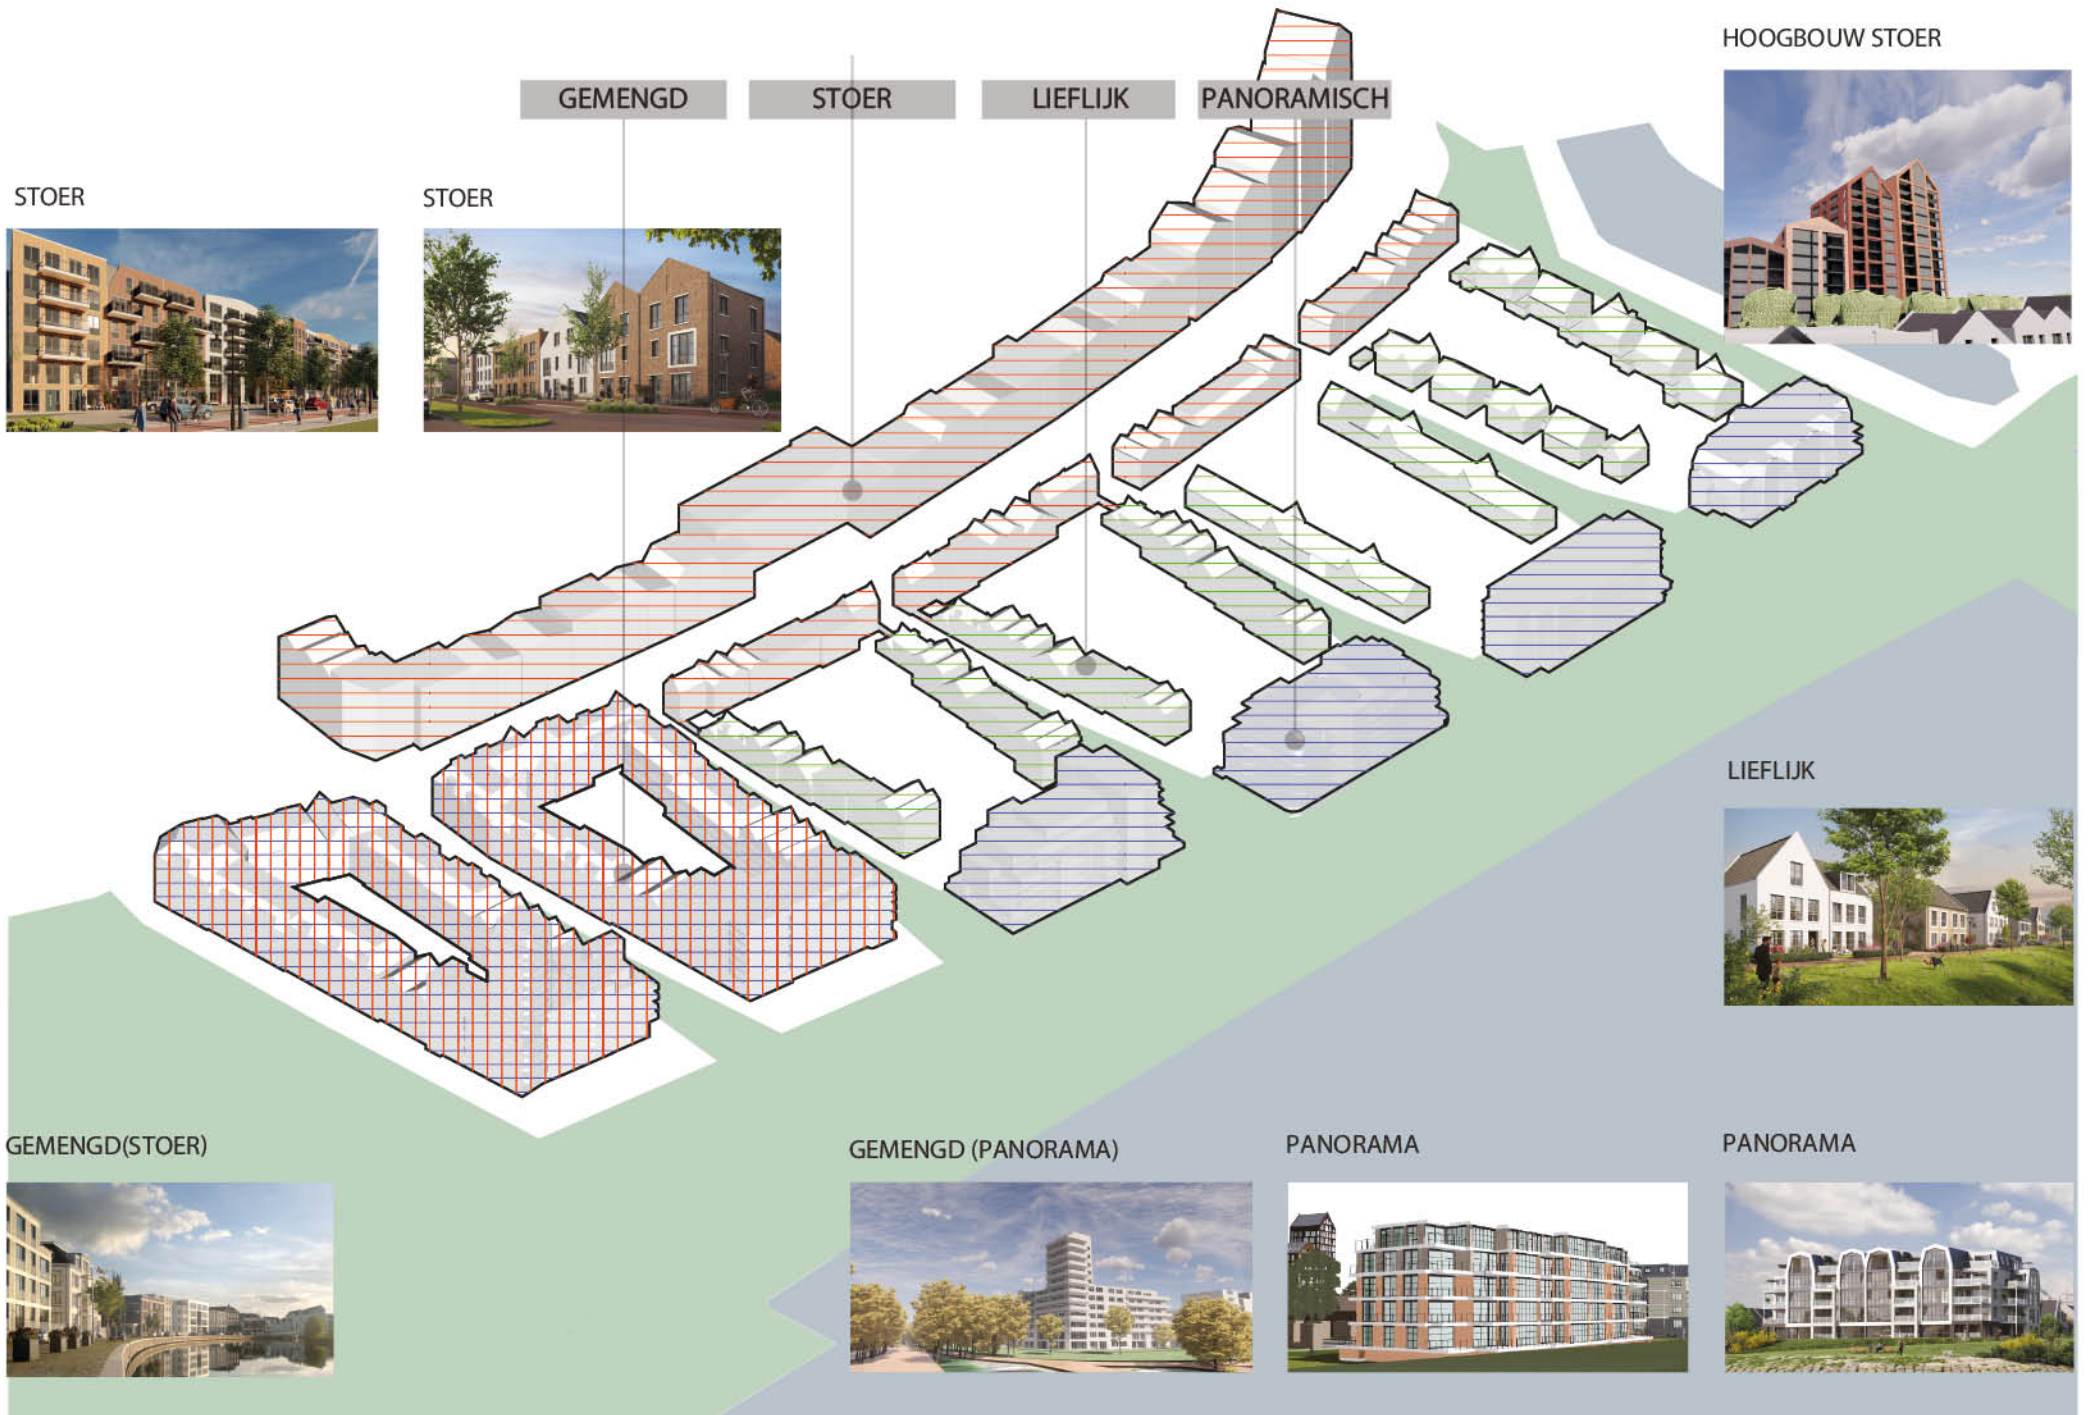 HOOGBOUW STOER
GEMENGD
STOER
LIEFLIJK
PANORAMISCH
STOER
STOER
LIEFLIJK
GEMENGD(STOER)
GEMENGD (PANORAMA)
PANORAMA
PANORAMA